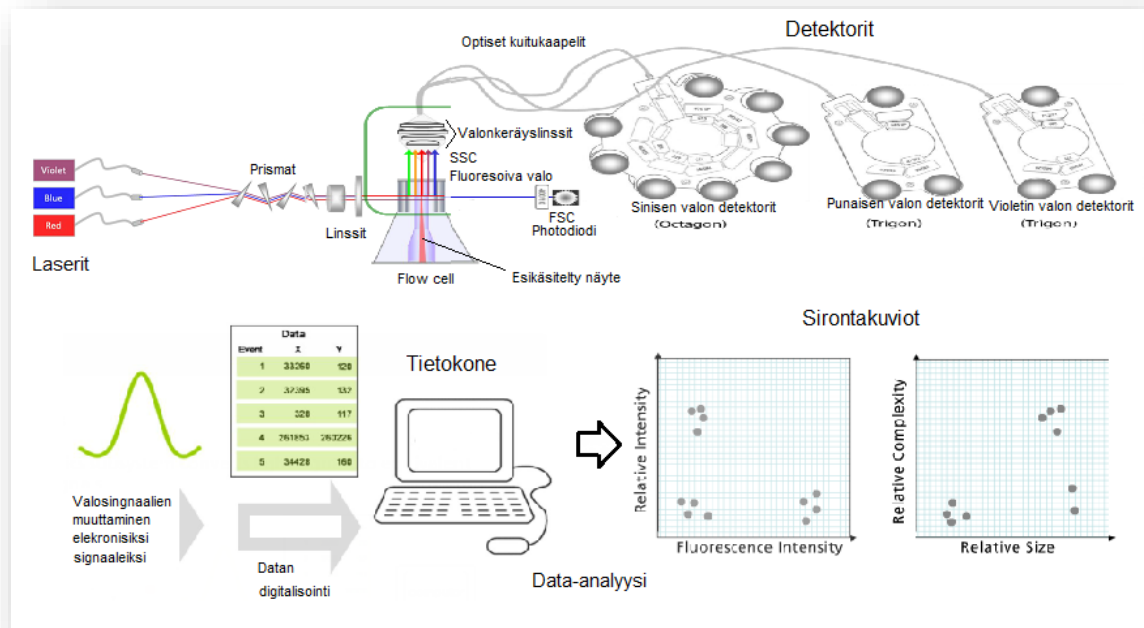 Detektorit
Optiset kuitukaapelit
Valonkeräyslinssit
SSC
Fluoresoiva valo
Prismat
Violet
Blue
Red
Laserit
Linssit
FSC
Photodiodi
Sinisen valon detektorit
(Octagon)
Punaisen valon detektorit
(Trigon)
Violetin valon detektorit
(Trigon)
Flow cell
Esikäsitelty näyte
Sirontakuviot
Data
Event X Y
1 33260 120
2 32395 132
3 328 117
4 261853 263226
5 34428 160
Tietokone
Valosingnaalien
muuttaminen
elekronisiksi
signaaleiksi
Datan
digitalisointi
Data-analyysi
Relative Intensity
Fluorescence Intensity
Relative Complexity
Relative Size